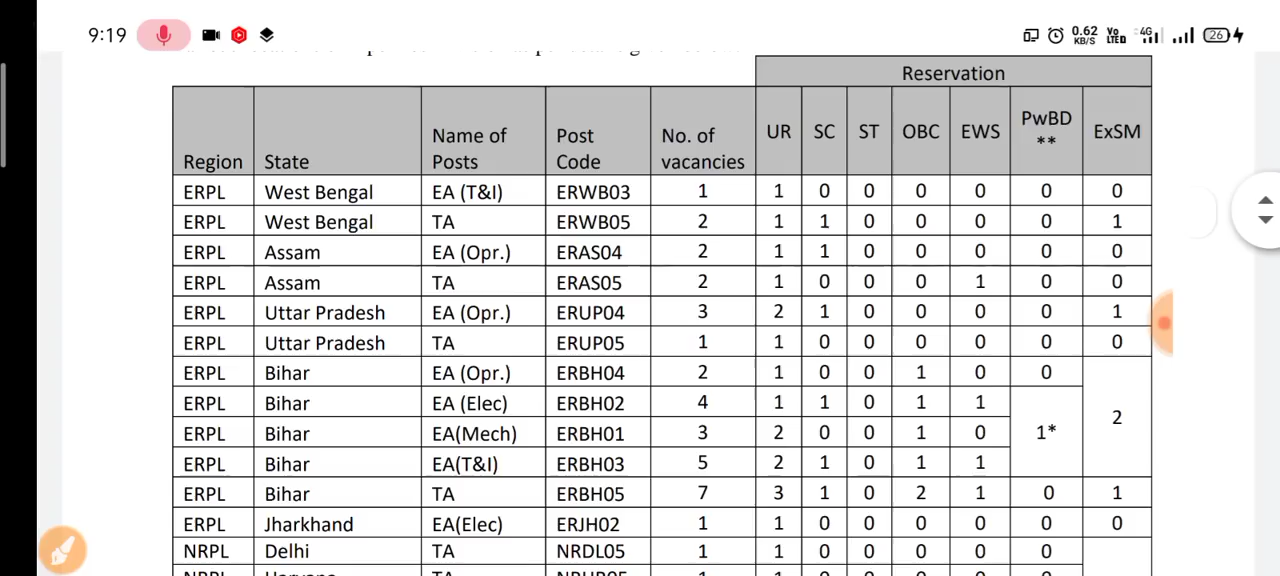 9:19 0.62 KB/S Vo LTED 4G 26
Reservation
Region State Name of Posts Post Code No. of vacancies UR SC ST OBC EWS PwBD ** ExSM
ERPL West Bengal EA (T&I) ERWB03 1 1 0 0 0 0 0 0
ERPL West Bengal TA ERWB05 2 1 1 0 0 0 0 1
ERPL Assam EA (Opr.) ERAS04 2 1 1 0 0 0 0 0
ERPL Assam TA ERAS05 2 1 0 0 0 1 0 0
ERPL Uttar Pradesh EA (Opr.) ERUP04 3 2 1 0 0 0 0 1
ERPL Uttar Pradesh TA ERUP05 1 1 0 0 0 0 0 0
ERPL Bihar EA (Opr.) ERBH04 2 1 0 0 1 0 0
ERPL Bihar EA (Elec) ERBH02 4 1 1 0 1 1 2
ERPL Bihar EA(Mech) ERBH01 3 2 0 0 1 0 1*
ERPL Bihar EA(T&I) ERBH03 5 2 1 0 1 1
ERPL Bihar TA ERBH05 7 3 1 0 2 1 0 1
ERPL Jharkhand EA(Elec) ERJH02 1 1 0 0 0 0 0 0
NRPL Delhi TA NRDL05 1 1 0 0 0 0 0